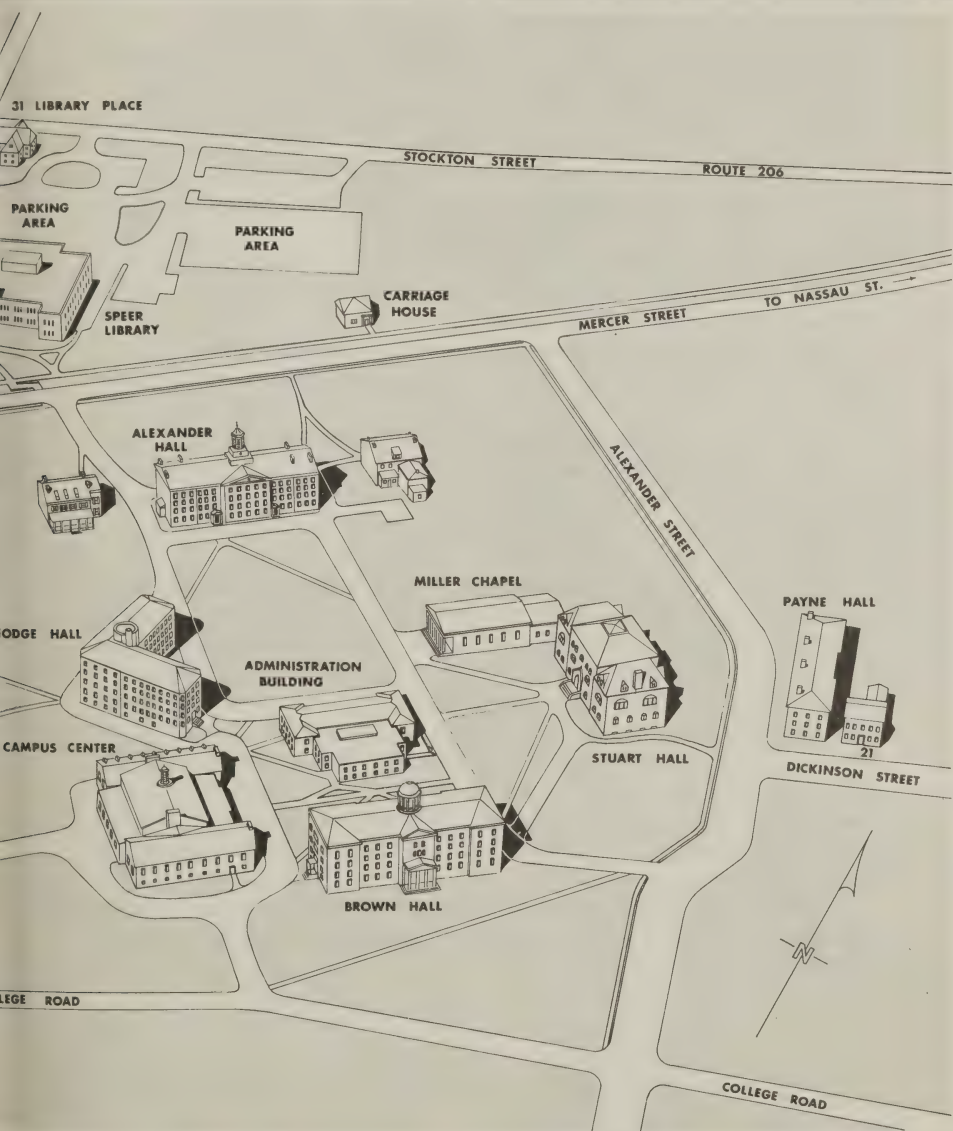 31 LIBRARY PLACE
STOCKTON STREET
ROUTE 206
PARKING
AREA
PARKING
AREA
SPEER
LIBRARY
CARRIAGE
HOUSE
MERCER STREET
TO NASSAU ST.
ALEXANDER
HALL
ALEXANDER STREET
MILLER CHAPEL
PAYNE HALL
ODGE HALL
ADMINISTRATION
BUILDING
CAMPUS CENTER
STUART HALL
21
DICKINSON STREET
BROWN HALL
N
LEGE ROAD
COLLEGE ROAD